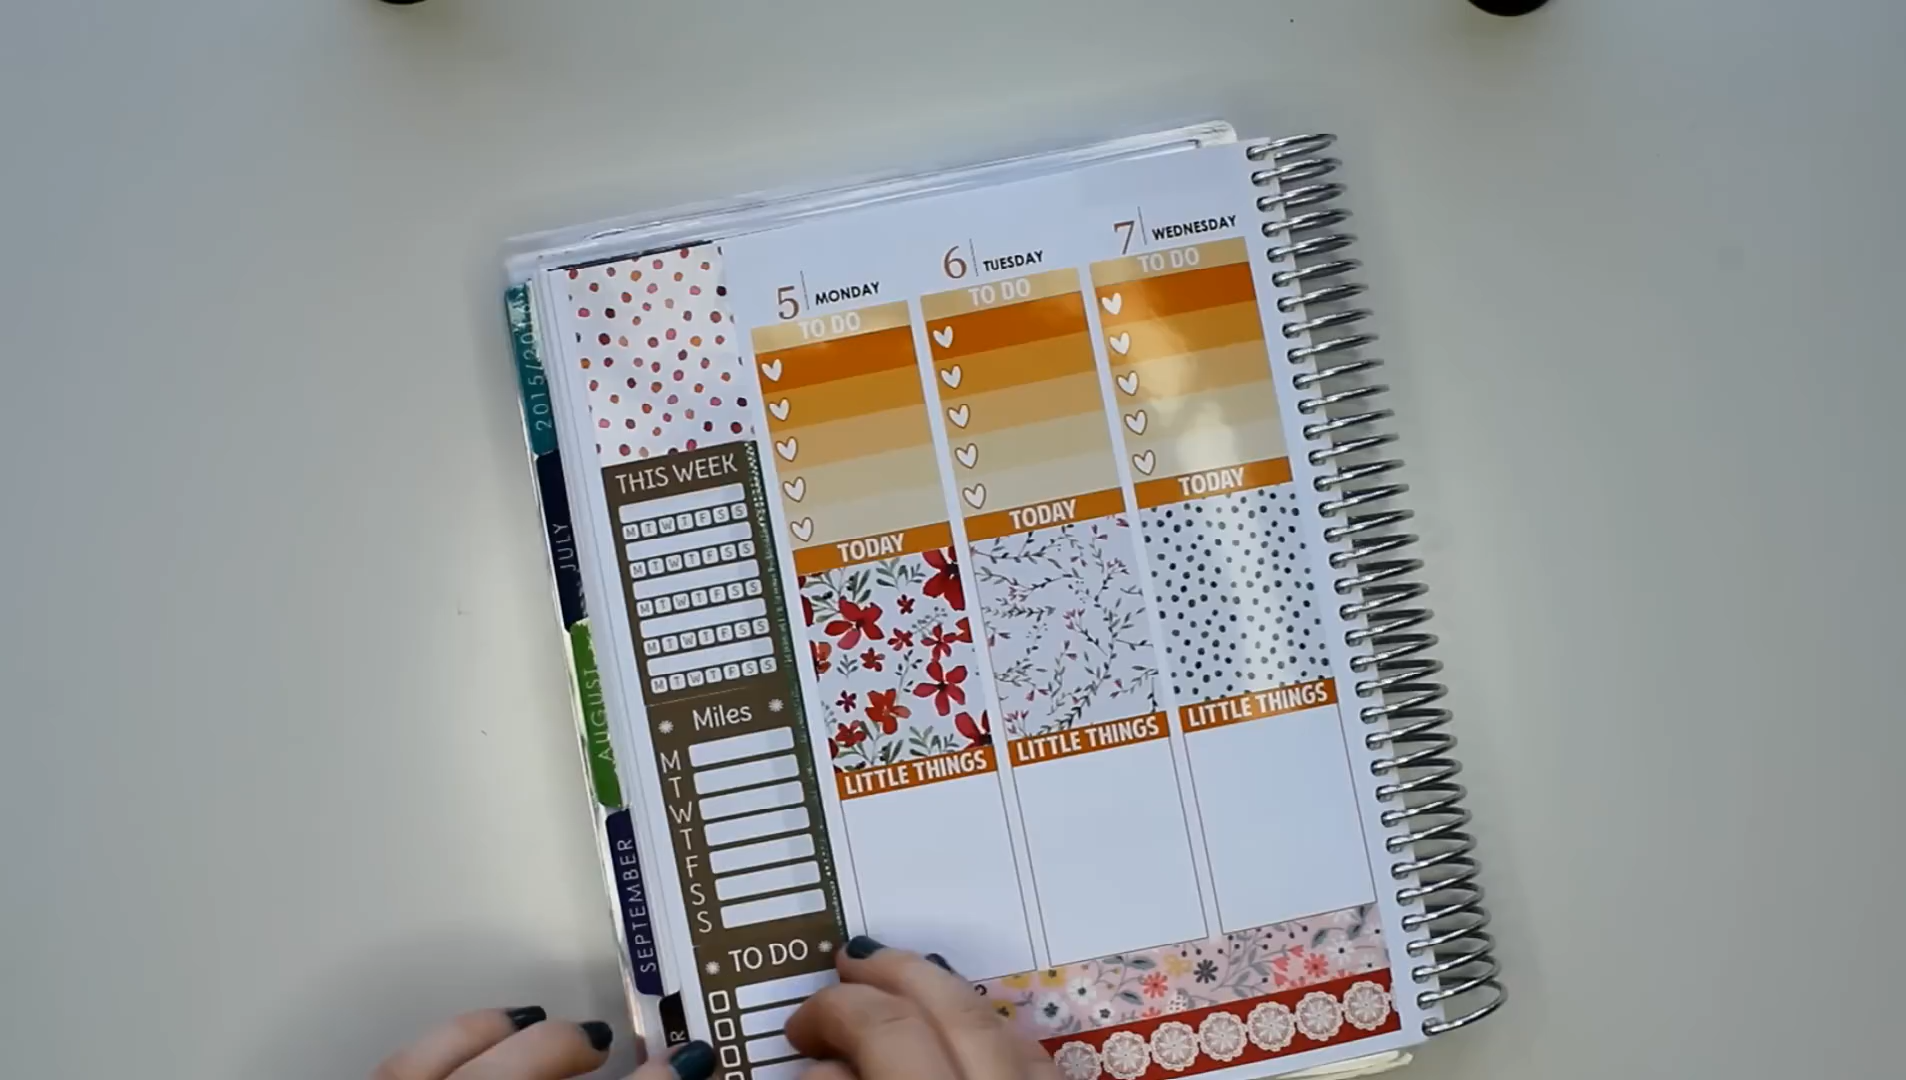 5 MONDAY
6 TUESDAY
7 WEDNESDAY
TO DO
TO DO
TO DO
TODAY
TODAY
TODAY
LITTLE THINGS
LITTLE THINGS
LITTLE THINGS
THIS WEEK
M T W T F S S
M T W T F S S
M T W T F S S
M T W T F S S
M T W T F S S
Miles
M
T
W
T
F
S
S
TO DO
2015/2016
JULY
AUGUST
SEPTEMBER